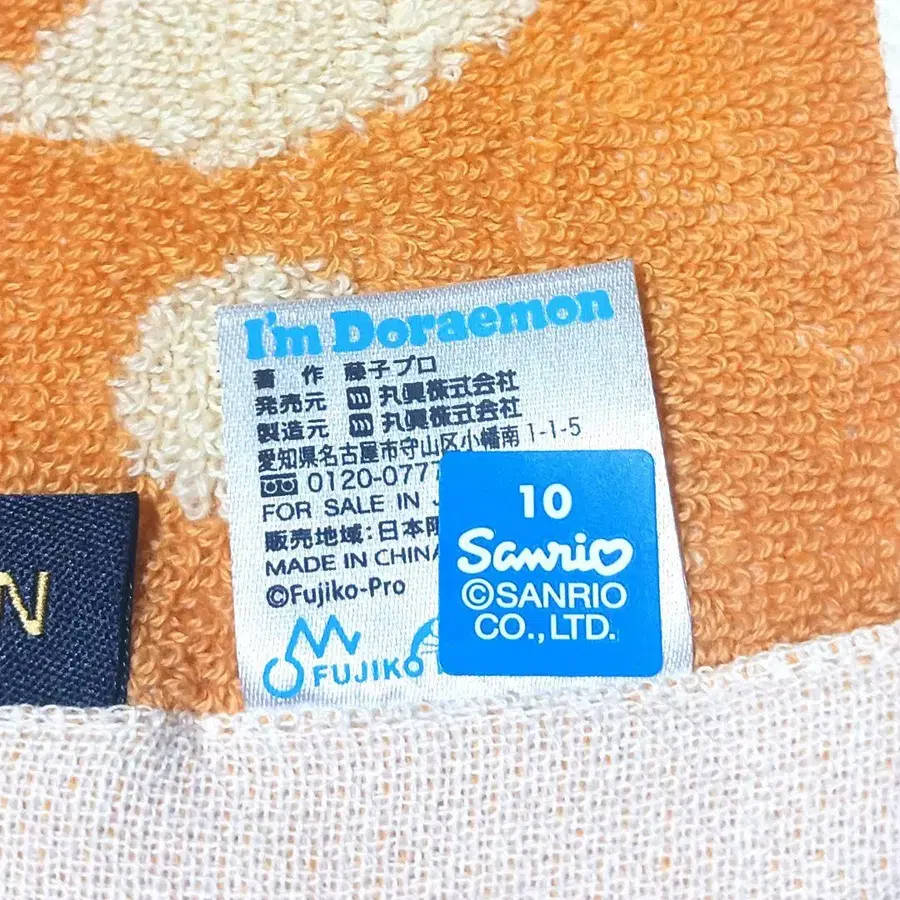 I'm Doraemon
著 作 藤子プロ
発売元 丸眞株式会社
製造元 丸眞株式会社
愛知県名古屋市守山区小幡南1-1-5
0120-077
FOR SALE IN
販売地域:日本
MADE IN CHINA
©Fujiko-Pro
FUJIKO
10
Sanrio
©SANRIO
CO.,LTD.
N